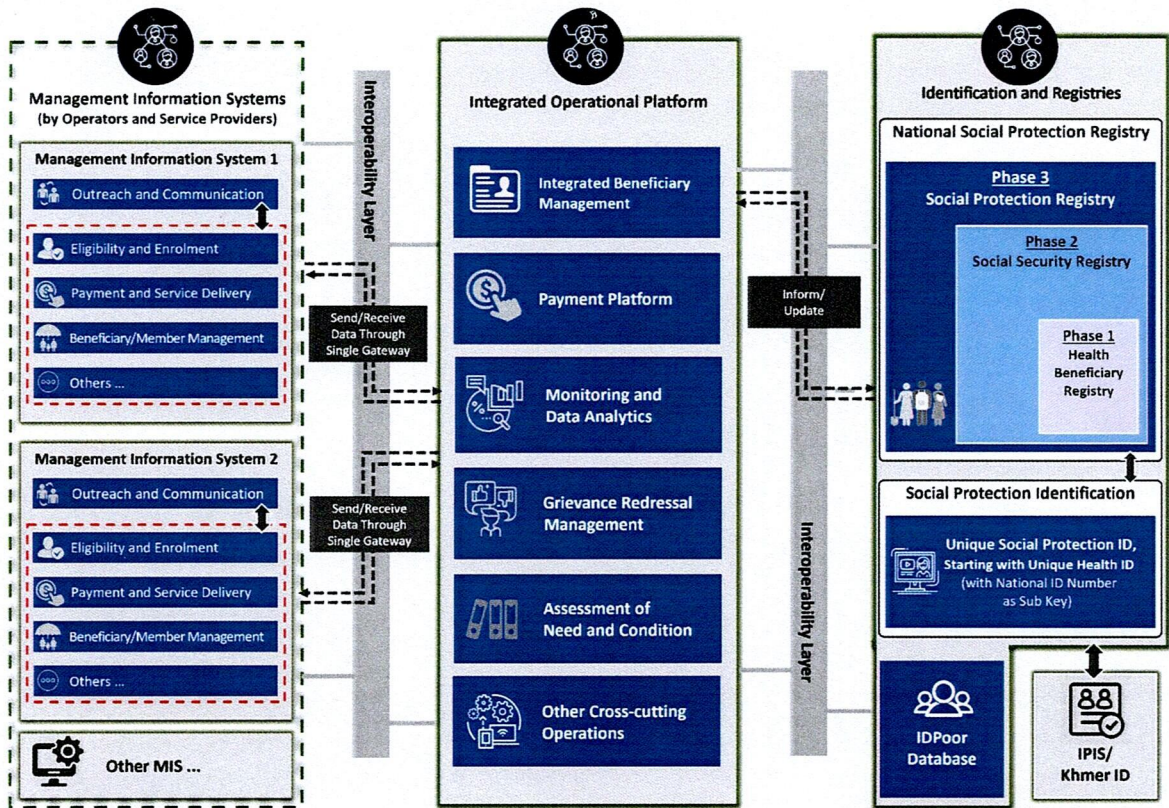 Management Information Systems
(by Operators and Service Providers)
Management Information System 1
Outreach and Communication
Eligibility and Enrolment
Payment and Service Delivery
Beneficiary/Member Management
Others ...
Management Information System 2
Outreach and Communication
Eligibility and Enrolment
Payment and Service Delivery
Beneficiary/Member Management
Others ...
Other MIS ...
Interoperability Layer
Send/Receive
Data Through
Single Gateway
Send/Receive
Data Through
Single Gateway
Integrated Operational Platform
Integrated Beneficiary
Management
Payment Platform
Monitoring and
Data Analytics
Grievance Redressal
Management
Assessment of
Need and Condition
Other Cross-cutting
Operations
Inform/
Update
Interoperability Layer
Identification and Registries
National Social Protection Registry
Phase 3
Social Protection Registry
Phase 2
Social Security Registry
Phase 1
Health
Beneficiary
Registry
Social Protection Identification
Unique Social Protection ID,
Starting with Unique Health ID
(with National ID Number
as Sub Key)
IDPoor
Database
IPIS/
Khmer ID